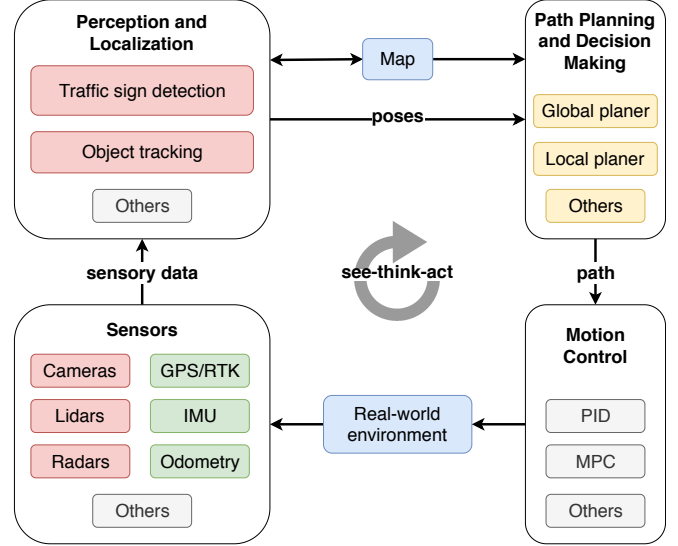 Perception and
Localization
Traffic sign detection
Object tracking
Others
Map
poses
Path Planning
and Decision
Making
Global planer
Local planer
Others
sensory data
see-think-act
path
Sensors
Cameras
GPS/RTK
Lidars
IMU
Radars
Odometry
Others
Real-world
environment
Motion
Control
PID
MPC
Others